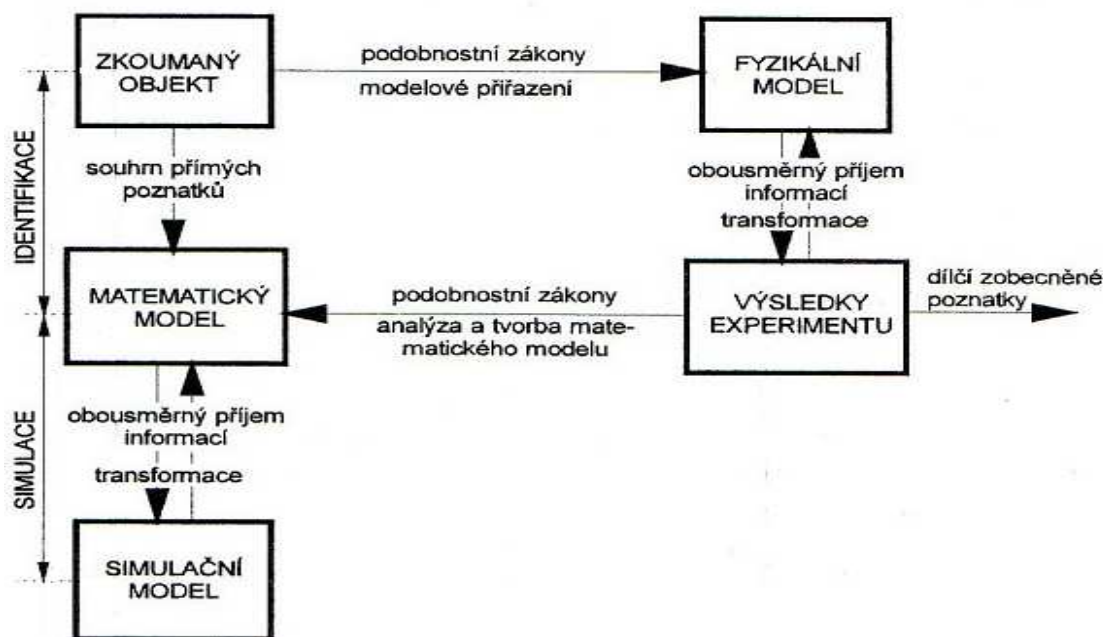 ZKOUMANÝ
OBJEKT
podobnostní zákony
modelové přiřazení
FYZIKÁLNÍ
MODEL
IDENTIFIKACE
souhrn přímých
poznatků
obousměrný příjem
informací
transformace
MATEMATICKÝ
MODEL
podobnostní zákony
analýza a tvorba mate-
matického modelu
VÝSLEDKY
EXPERIMENTU
dílčí zobecněné
poznatky
SIMULACE
obousměrný příjem
informací
transformace
SIMULAČNÍ
MODEL